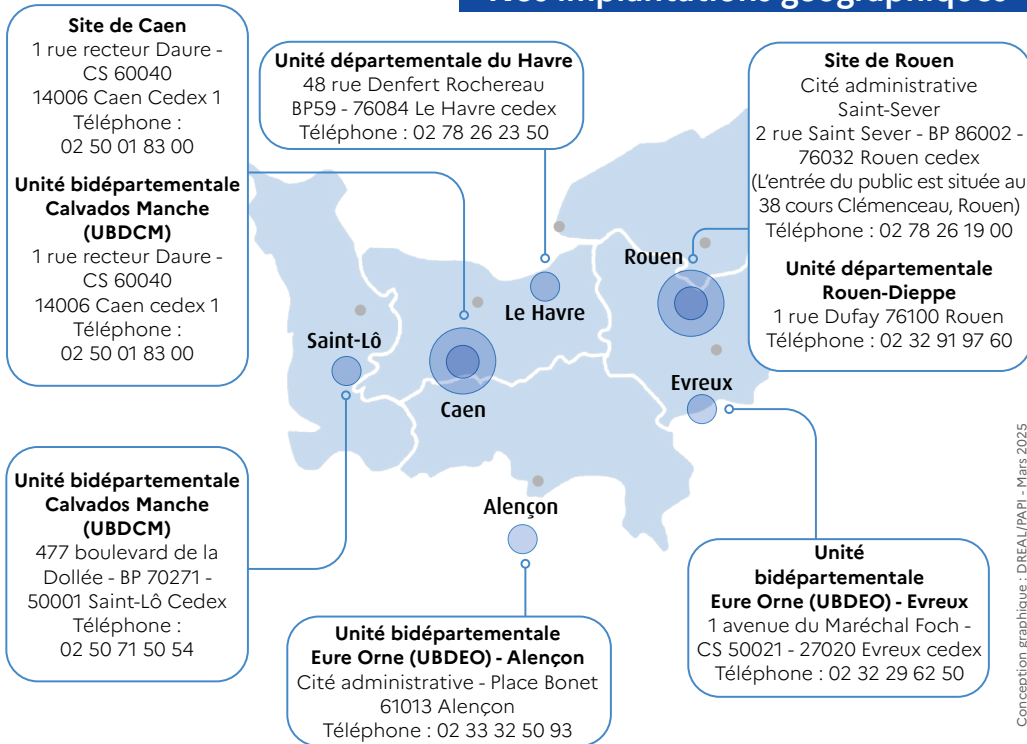 Nos implantations géographiques
Site de Caen
1 rue recteur Daure -
CS 60040
14006 Caen Cedex 1
Téléphone :
02 50 01 83 00
Unité bidépartementale
Calvados Manche
(UBDCM)
1 rue recteur Daure -
CS 60040
14006 Caen cedex 1
Téléphone :
02 50 01 83 00
Unité départementale du Havre
48 rue Denfert Rochereau
BP59 - 76084 Le Havre cedex
Téléphone : 02 78 26 23 50
Site de Rouen
Cité administrative
Saint-Sever
2 rue Saint Sever - BP 86002 -
76032 Rouen cedex
(L'entrée du public est située au
38 cours Clémenceau, Rouen)
Téléphone : 02 78 26 19 00
Unité départementale
Rouen-Dieppe
1 rue Dufay 76100 Rouen
Téléphone : 02 32 91 97 60
Rouen
Le Havre
Saint-Lô
Caen
Evreux
Alençon
Unité bidépartementale
Calvados Manche
(UBDCM)
477 boulevard de la
Dollée - BP 70271 -
50001 Saint-Lô Cedex
Téléphone :
02 50 71 50 54
Unité bidépartementale
Eure Orne (UBDEO) - Alençon
Cité administrative - Place Bonet
61013 Alençon
Téléphone : 02 33 32 50 93
Unité
bidépartementale
Eure Orne (UBDEO) - Evreux
1 avenue du Maréchal Foch -
CS 50021 - 27020 Evreux cedex
Téléphone : 02 32 29 62 50
Conception graphique : DREAL/PAPI - Mars 2025